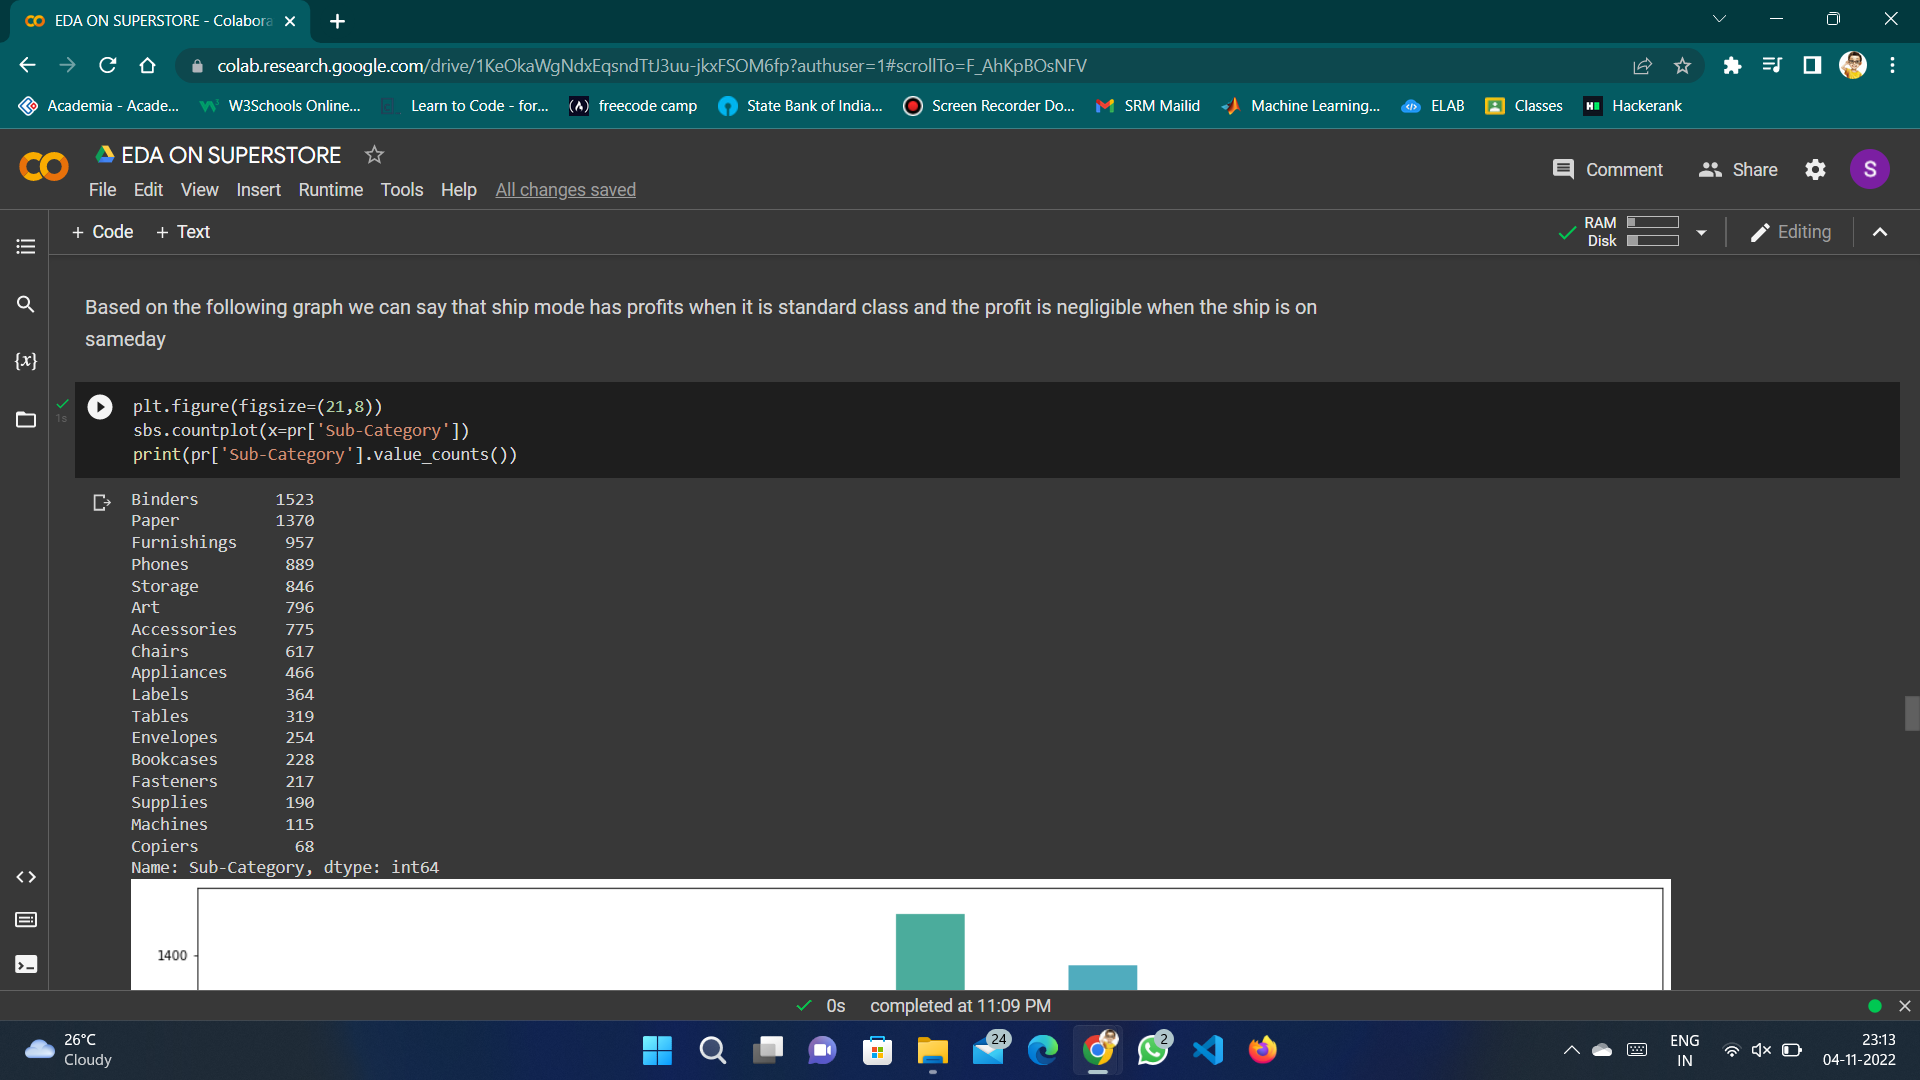 EDA ON SUPERSTORE - Colabora
colab.research.google.com/drive/1KeOkaWgNdxEqsndTtJ3uu-jkxFSOM6fp?authuser=1#scrollTo=F_AhKpBOsNFV
Academia - Acade... W3Schools Online... Learn to Code - for... freecode camp State Bank of India... Screen Recorder Do... SRM Mailid Machine Learning... ELAB Classes Hackerank
EDA ON SUPERSTORE
Comment Share S
File Edit View Insert Runtime Tools Help All changes saved
+ Code + Text
RAM
Disk
Editing
Based on the following graph we can say that ship mode has profits when it is standard class and the profit is negligible when the ship is on
sameday
{x}
1s
plt.figure(figsize=(21,8))
sbs.countplot(x=pr['Sub-Category'])
print(pr['Sub-Category'].value_counts())
Binders 1523
Paper 1370
Furnishings 957
Phones 889
Storage 846
Art 796
Accessories 775
Chairs 617
Appliances 466
Labels 364
Tables 319
Envelopes 254
Bookcases 228
Fasteners 217
Supplies 190
Machines 115
Copiers 68
Name: Sub-Category, dtype: int64
1400
0s completed at 11:09 PM
26°C
Cloudy
24
2
ENG
IN
23:13
04-11-2022